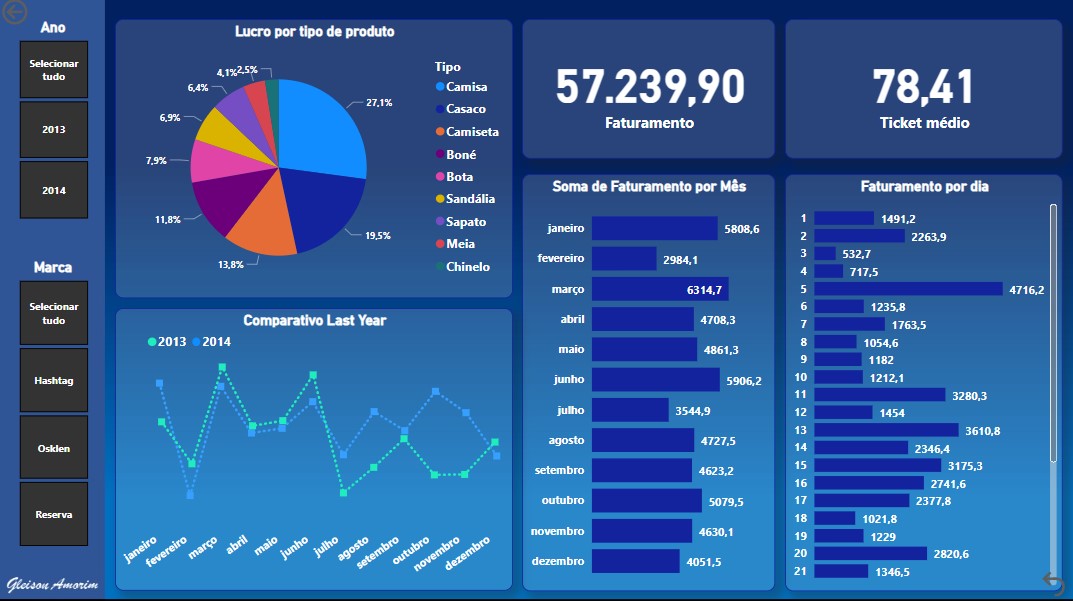 Ano
Selecionar
tudo
2013
2014
Marca
Selecionar
tudo
Hashtag
Osklen
Reserva
Gleison Amorim
Lucro por tipo de produto
27,1%
19,5%
13,8%
11,8%
7,9%
6,9%
6,4%
4,1%
2,5%
Tipo
Camisa
Casaco
Camiseta
Boné
Bota
Sandália
Sapato
Meia
Chinelo
57.239,90
Faturamento
78,41
Ticket médio
Comparativo Last Year
2013 2014
janeiro
fevereiro
março
abril
maio
junho
julho
agosto
setembro
outubro
novembro
dezembro
Soma de Faturamento por Mês
janeiro 5808,6
fevereiro 2984,1
março 6314,7
abril 4708,3
maio 4861,3
junho 5906,2
julho 3544,9
agosto 4727,5
setembro 4623,2
outubro 5079,5
novembro 4630,1
dezembro 4051,5
Faturamento por dia
1 1491,2
2 2263,9
3 532,7
4 717,5
5 4716,2
6 1235,8
7 1763,5
8 1054,6
9 1182
10 1212,1
11 3280,3
12 1454
13 3610,8
14 2346,4
15 3175,3
16 2741,6
17 2377,8
18 1021,8
19 1229
20 2820,6
21 1346,5